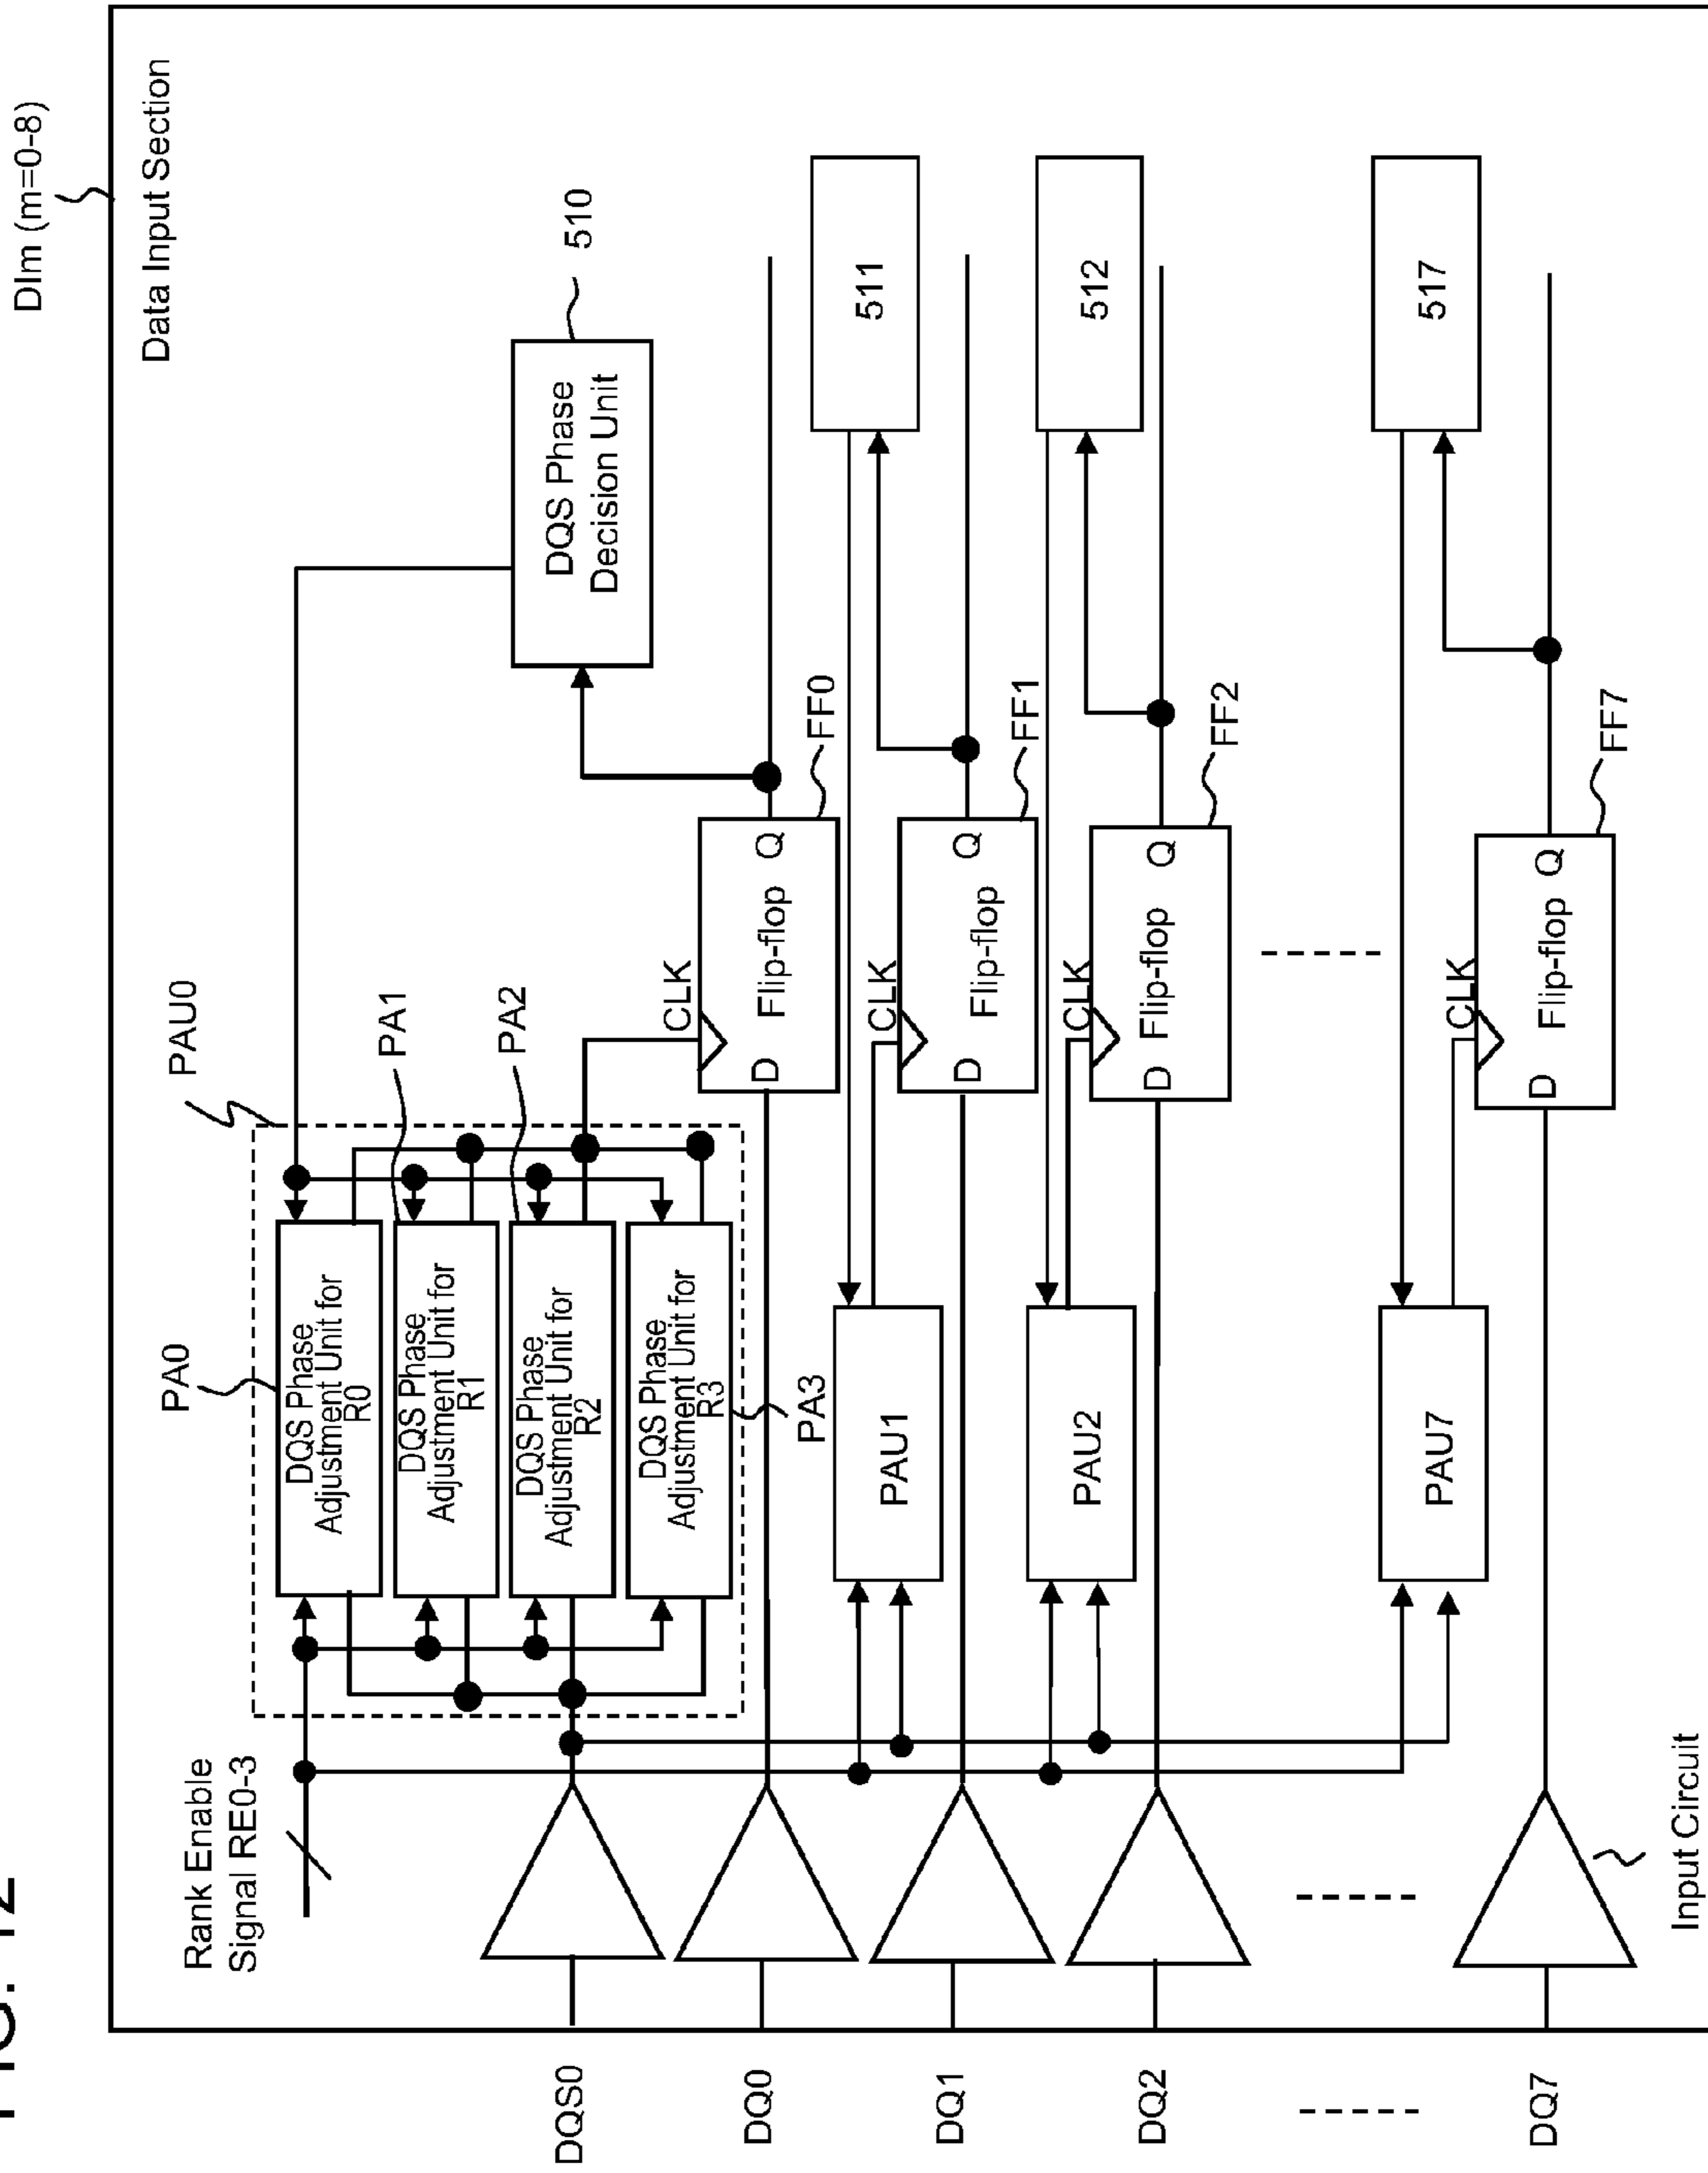 FIG. 12
DIm (m=0-8)
Data Input Section
Rank Enable
Signal RE0-3
PA0
PAU0
DQS Phase
Adjustment Unit for
R0
PA1
DQS Phase
Adjustment Unit for
R1
PA2
DQS Phase
Adjustment Unit for
R2
DQS Phase
Adjustment Unit for
R3
PA3
DQS Phase
Decision Unit
510
DQS0
DQ0
CLK
D
Flip-flop
Q
FF0
PAU1
511
DQ1
CLK
D
Flip-flop
Q
FF1
PAU2
512
DQ2
CLK
D
Flip-flop
Q
FF2
PAU7
517
DQ7
CLK
D
Flip-flop
Q
FF7
Input Circuit